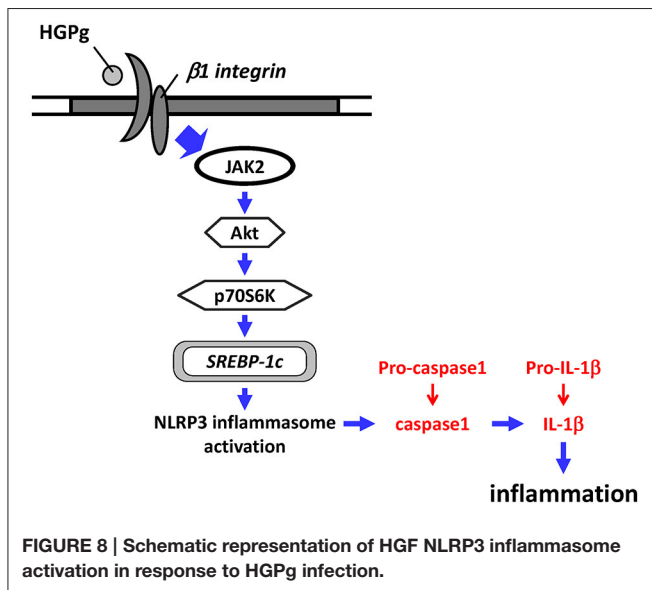 HGPg
β1 integrin
JAK2
Akt
p70S6K
SREBP-1c
Pro-caspase1
Pro-IL-1β
NLRP3 inflammasome
activation
caspase1
IL-1β
inflammation
FIGURE 8 | Schematic representation of HGF NLRP3 inflammasome
activation in response to HGPg infection.